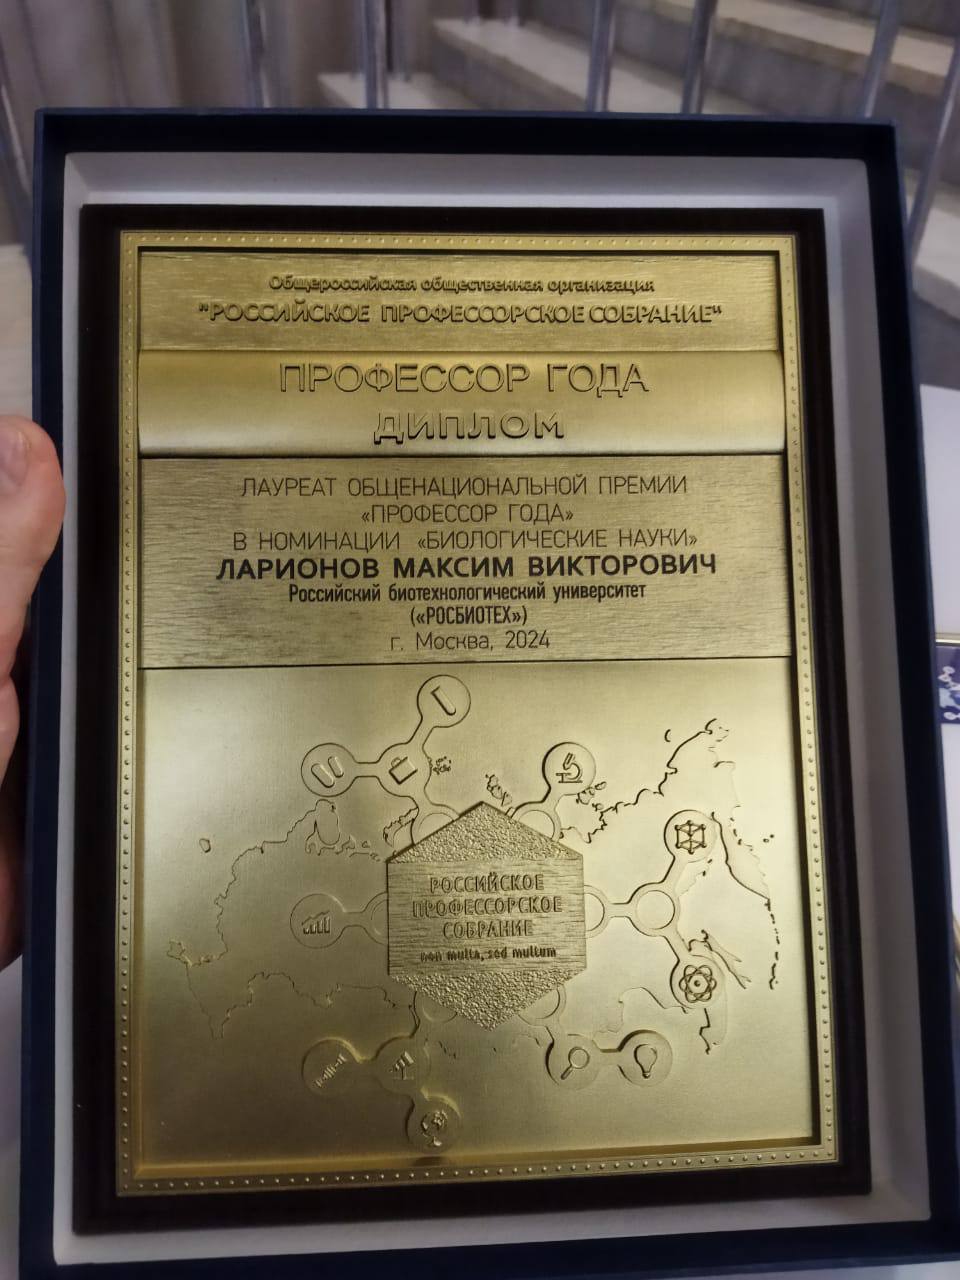 Общероссийская общественная организация
"РОССИЙСКОЕ ПРОФЕССОРСКОЕ СОБРАНИЕ"
ПРОФЕССОР ГОДА
ДИПЛОМ
ЛАУРЕАТ ОБЩЕНАЦИОНАЛЬНОЙ ПРЕМИИ
«ПРОФЕССОР ГОДА»
В НОМИНАЦИИ «БИОЛОГИЧЕСКИЕ НАУКИ»
ЛАРИОНОВ МАКСИМ ВИКТОРОВИЧ
Российский биотехнологический университет
(«РОСБИОТЕХ»)
г. Москва, 2024
РОССИЙСКОЕ
ПРОФЕССОРСКОЕ
СОБРАНИЕ
non multa, sed multum